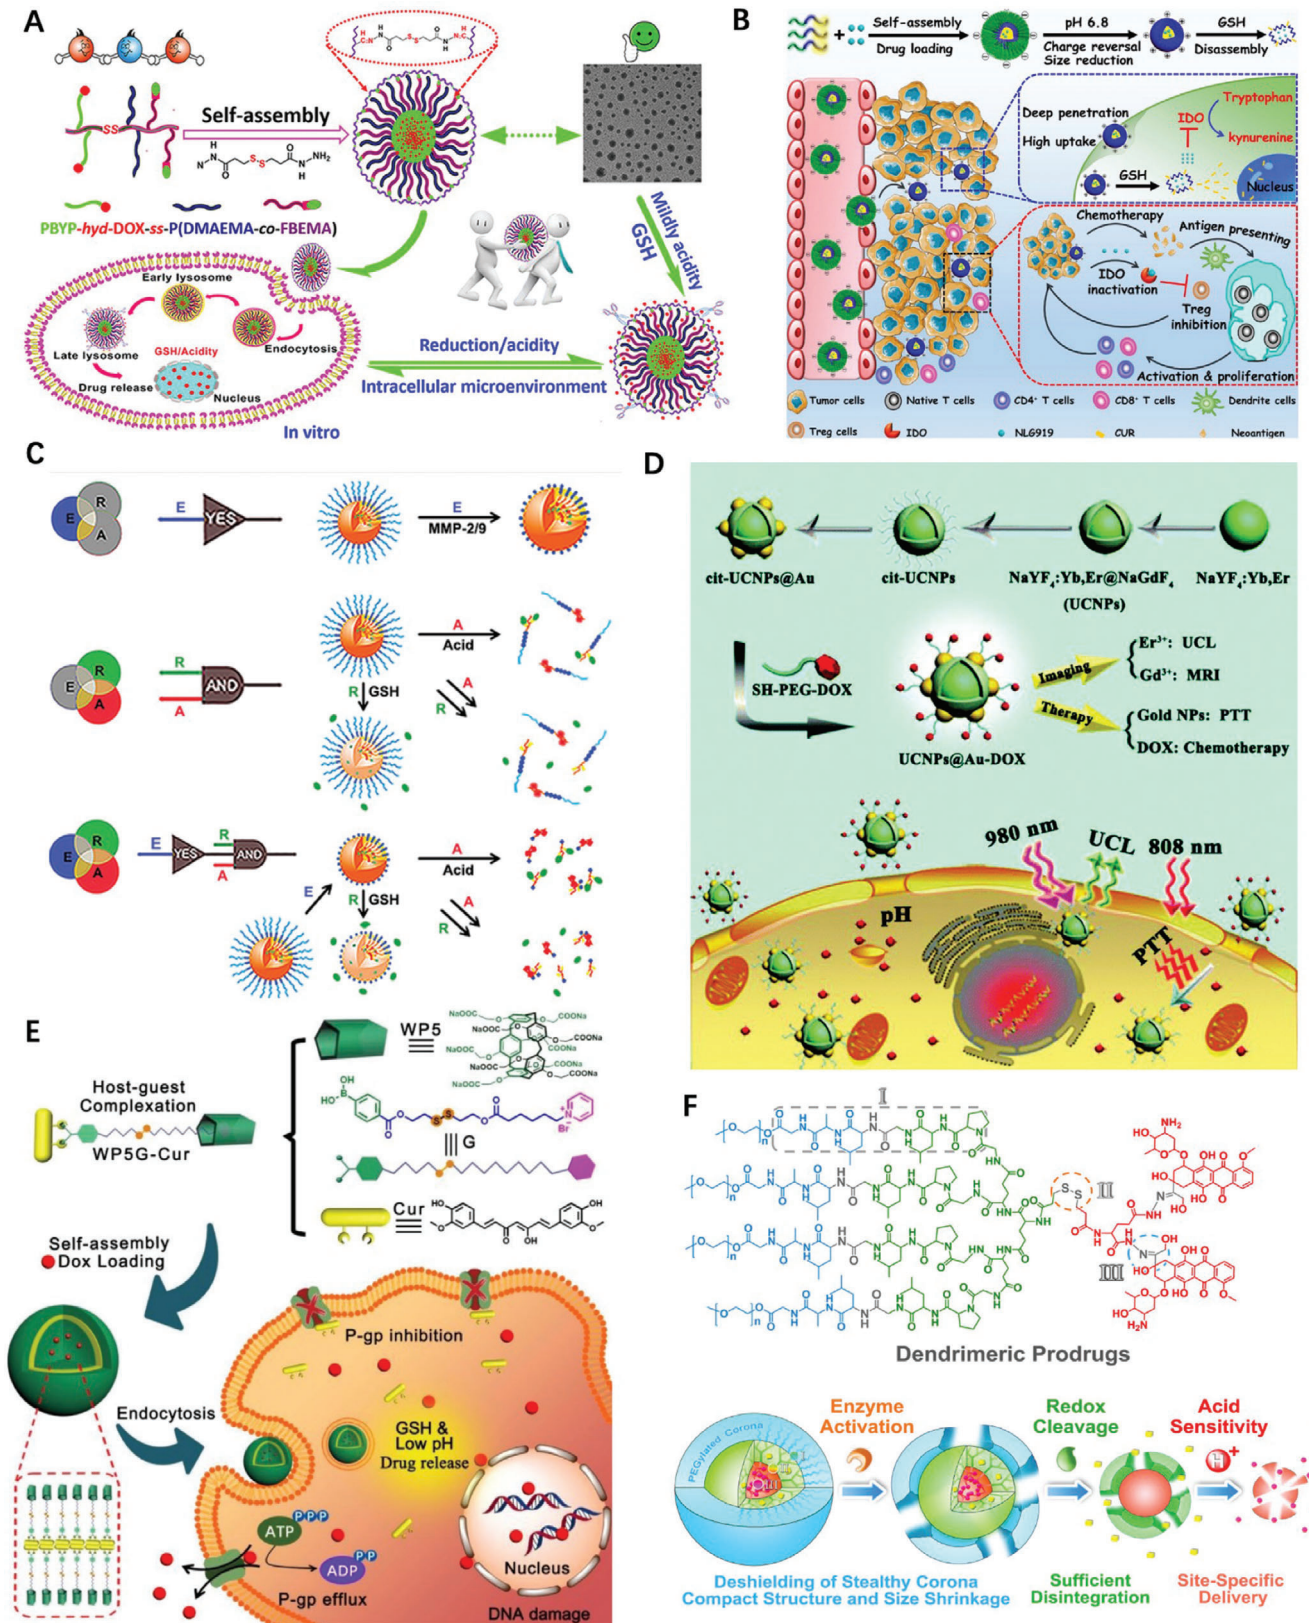 A
Self-assembly
PBYP-hyd-DOX-ss-P(DMAEMA-co-FBEMA)
Early lysosome
Late lysosome
GSH/Acidity
Endocytosis
Drug release
Nucleus
In vitro
Mildly acidity
GSH
Reduction/acidity
Intracellular microenvironment
B
Self-assembly
Drug loading
pH 6.8
Charge reversal
Size reduction
GSH
Disassembly
Deep penetration
High uptake
IDO
Tryptophan
kynurenine
GSH
Nucleus
Chemotherapy
Antigen presenting
IDO
inactivation
Treg
inhibition
Activation & proliferation
Tumor cells
Native T cells
CD4⁺ T cells
CD8⁺ T cells
Dendrite cells
Treg cells
IDO
NLG919
CUR
Neoantigen
C
E
R
A
E
YES
E
MMP-2/9
E
R
A
R
A
AND
A
Acid
R
GSH
A
R
E
R
A
E
YES
R
A
AND
E
A
Acid
R
GSH
A
R
D
cit-UCNPs@Au
cit-UCNPs
NaYF₄:Yb,Er@NaGdF₄
(UCNPs)
NaYF₄:Yb,Er
SH-PEG-DOX
UCNPs@Au-DOX
Imaging
Er³⁺: UCL
Gd³⁺: MRI
Therapy
Gold NPs: PTT
DOX: Chemotherapy
980 nm
UCL
808 nm
pH
PTT
E
Host-guest
Complexation
WP5G-Cur
WP5
G
Cur
Self-assembly
Dox Loading
Endocytosis
P-gp inhibition
GSH &
Low pH
Drug release
ATP
P P P
ADP
P P
P-gp efflux
Nucleus
DNA damage
F
I
II
III
Dendrimeric Prodrugs
PEGylated Corona
Enzyme
Activation
Redox
Cleavage
Acid
Sensitivity
H+
Deshielding of Stealthy Corona
Compact Structure and Size Shrinkage
Sufficient
Disintegration
Site-Specific
Delivery